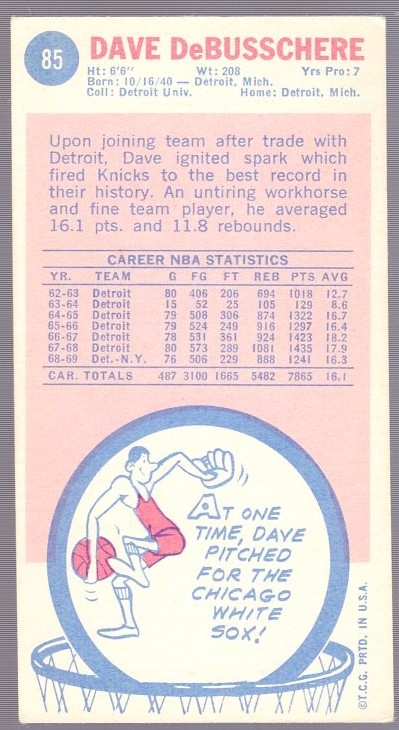 85
DAVE DeBUSSCHERE
Ht: 6'6" Wt: 208 Yrs Pro: 7
Born: 10/16/40 — Detroit, Mich.
Coll: Detroit Univ. Home: Detroit, Mich.
Upon joining team after trade with
Detroit, Dave ignited spark which
fired Knicks to the best record in
their history. An untiring workhorse
and fine team player, he averaged
16.1 pts. and 11.8 rebounds.
CAREER NBA STATISTICS
YR. TEAM G FG FT REB PTS AVG
62-63 Detroit 80 406 206 694 1018 12.7
63-64 Detroit 15 52 25 105 129 8.6
64-65 Detroit 79 508 306 874 1322 16.7
65-66 Detroit 79 524 249 916 1297 16.4
66-67 Detroit 78 531 361 924 1423 18.2
67-68 Detroit 80 573 289 1081 1435 17.9
68-69 Det.-N.Y. 76 506 229 888 1241 16.3
CAR. TOTALS 487 3100 1665 5482 7865 16.1
AT ONE
TIME, DAVE
PITCHED
FOR THE
CHICAGO
WHITE
SOX!
©T.C.G. PRTD. IN U.S.A.